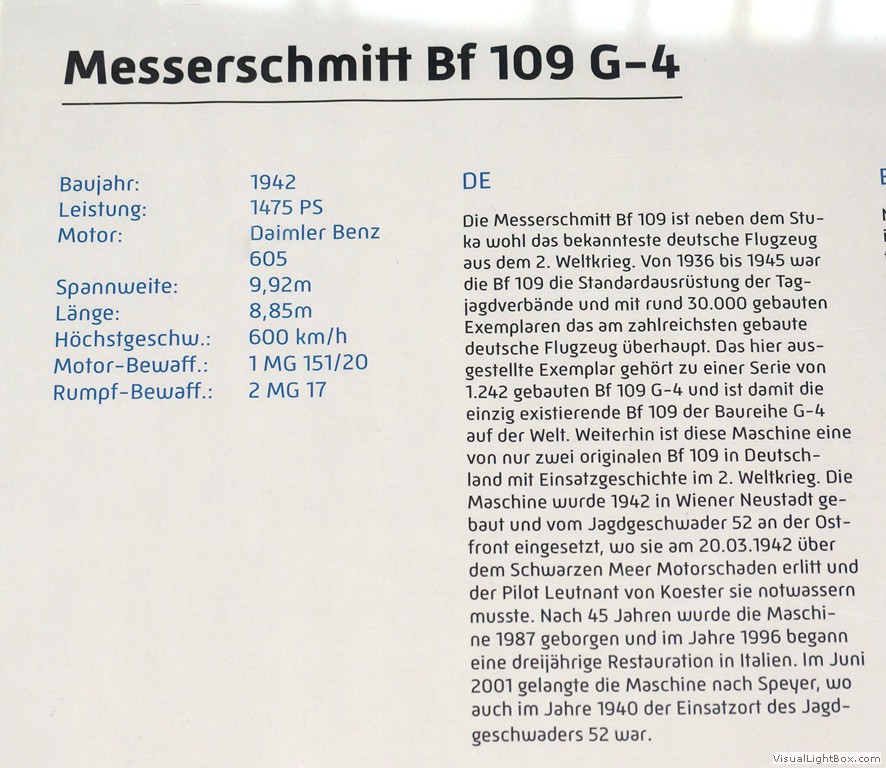 Messerschmitt Bf 109 G-4
Baujahr: 1942
Leistung: 1475 PS
Motor: Daimler Benz
605
Spannweite: 9,92m
Länge: 8,85m
Höchstgeschw.: 600 km/h
Motor-Bewaff.: 1 MG 151/20
Rumpf-Bewaff.: 2 MG 17
DE
Die Messerschmitt Bf 109 ist neben dem Stu-
ka wohl das bekannteste deutsche Flugzeug
aus dem 2. Weltkrieg. Von 1936 bis 1945 war
die Bf 109 die Standardausrüstung der Tag-
jagdverbände und mit rund 30.000 gebauten
Exemplaren das am zahlreichsten gebaute
deutsche Flugzeug überhaupt. Das hier aus-
gestellte Exemplar gehört zu einer Serie von
1.242 gebauten Bf 109 G-4 und ist damit die
einzig existierende Bf 109 der Baureihe G-4
auf der Welt. Weiterhin ist diese Maschine eine
von nur zwei originalen Bf 109 in Deutsch-
land mit Einsatzgeschichte im 2. Weltkrieg. Die
Maschine wurde 1942 in Wiener Neustadt ge-
baut und vom Jagdgeschwader 52 an der Ost-
front eingesetzt, wo sie am 20.03.1942 über
dem Schwarzen Meer Motorschaden erlitt und
der Pilot Leutnant von Koester sie notwassern
musste. Nach 45 Jahren wurde die Maschi-
ne 1987 geborgen und im Jahre 1996 begann
eine dreijährige Restauration in Italien. Im Juni
2001 gelangte die Maschine nach Speyer, wo
auch im Jahre 1940 der Einsatzort des Jagd-
geschwaders 52 war.
VisualLightBox.com